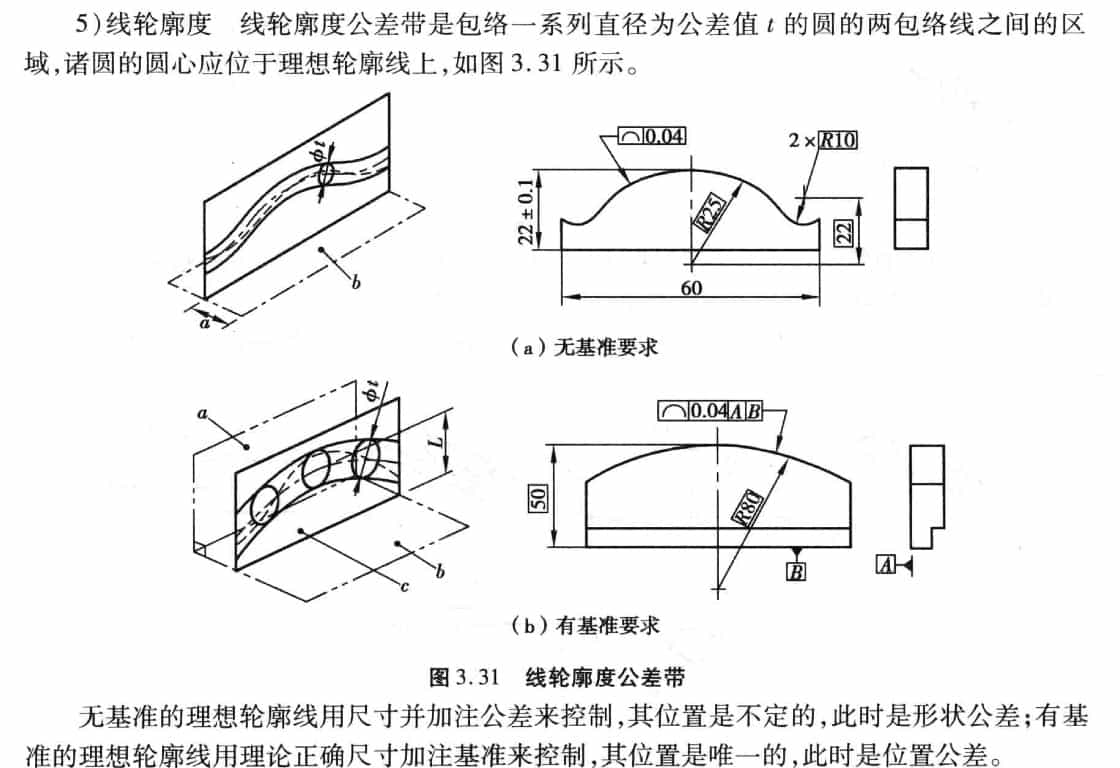 5)线轮廓度 线轮廓度公差带是包络一系列直径为公差值 t 的圆的两包络线之间的区
域,诸圆的圆心应位于理想轮廓线上,如图 3.31 所示。
ϕt
b
a
⌒ 0.04
2 × R10
22 ± 0.1
R25
22
60
(a)无基准要求
a
ϕt
L
b
c
⌒ 0.04 A B
50
R80
B
A
(b)有基准要求
图 3.31 线轮廓度公差带
无基准的理想轮廓线用尺寸并加注公差来控制,其位置是不定的,此时是形状公差;有基
准的理想轮廓线用理论正确尺寸加注基准来控制,其位置是唯一的,此时是位置公差。